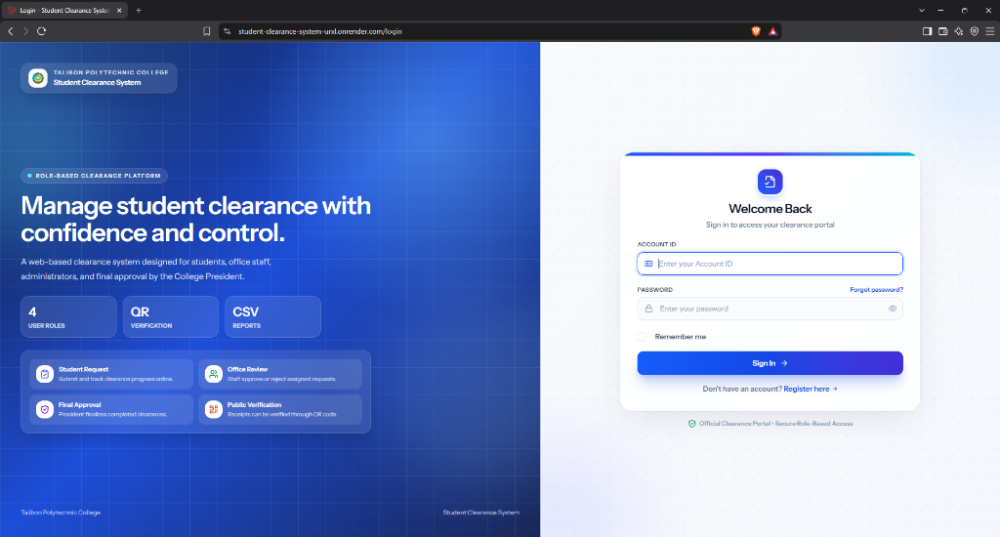 Login - Student Clearance System
student-clearance-system-urxl.onrender.com/login
TALIBON POLYTECHNIC COLLEGE
Student Clearance System
ROLE-BASED CLEARANCE PLATFORM
Manage student clearance with
confidence and control.
A web-based clearance system designed for students, office staff,
administrators, and final approval by the College President.
4
USER ROLES
QR
VERIFICATION
CSV
REPORTS
Student Request
Submit and track clearance progress online.
Office Review
Staff approve or reject assigned requests.
Final Approval
President finalizes completed clearances.
Public Verification
Receipts can be verified through QR code.
Talibon Polytechnic College
Student Clearance System
Welcome Back
Sign in to access your clearance portal
ACCOUNT ID
Enter your Account ID
PASSWORD
Forgot password?
Enter your password
Remember me
Sign In →
Don't have an account? Register here →
Official Clearance Portal • Secure Role-Based Access